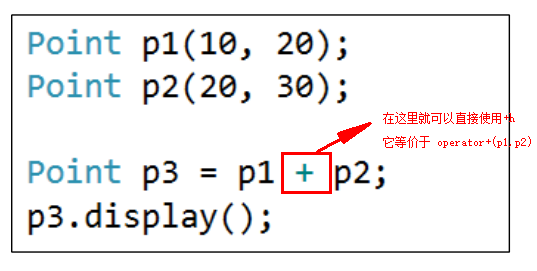 Point p1(10, 20);
Point p2(20, 30);
在这里就可以直接使用+h
它等价于 operator+(p1,p2)
Point p3 = p1 + p2;
p3.display();